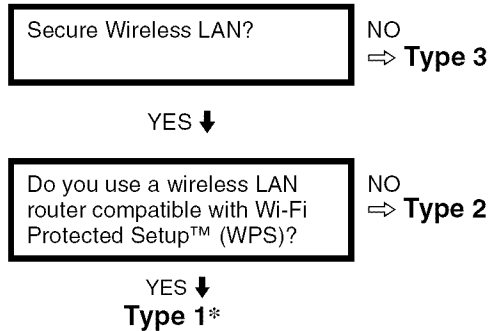 Secure Wireless LAN?
NO
⇨ Type 3
YES ⬇
Do you use a wireless LAN
router compatible with Wi-Fi
Protected Setup™ (WPS)?
NO
⇨ Type 2
YES ⬇
Type 1*